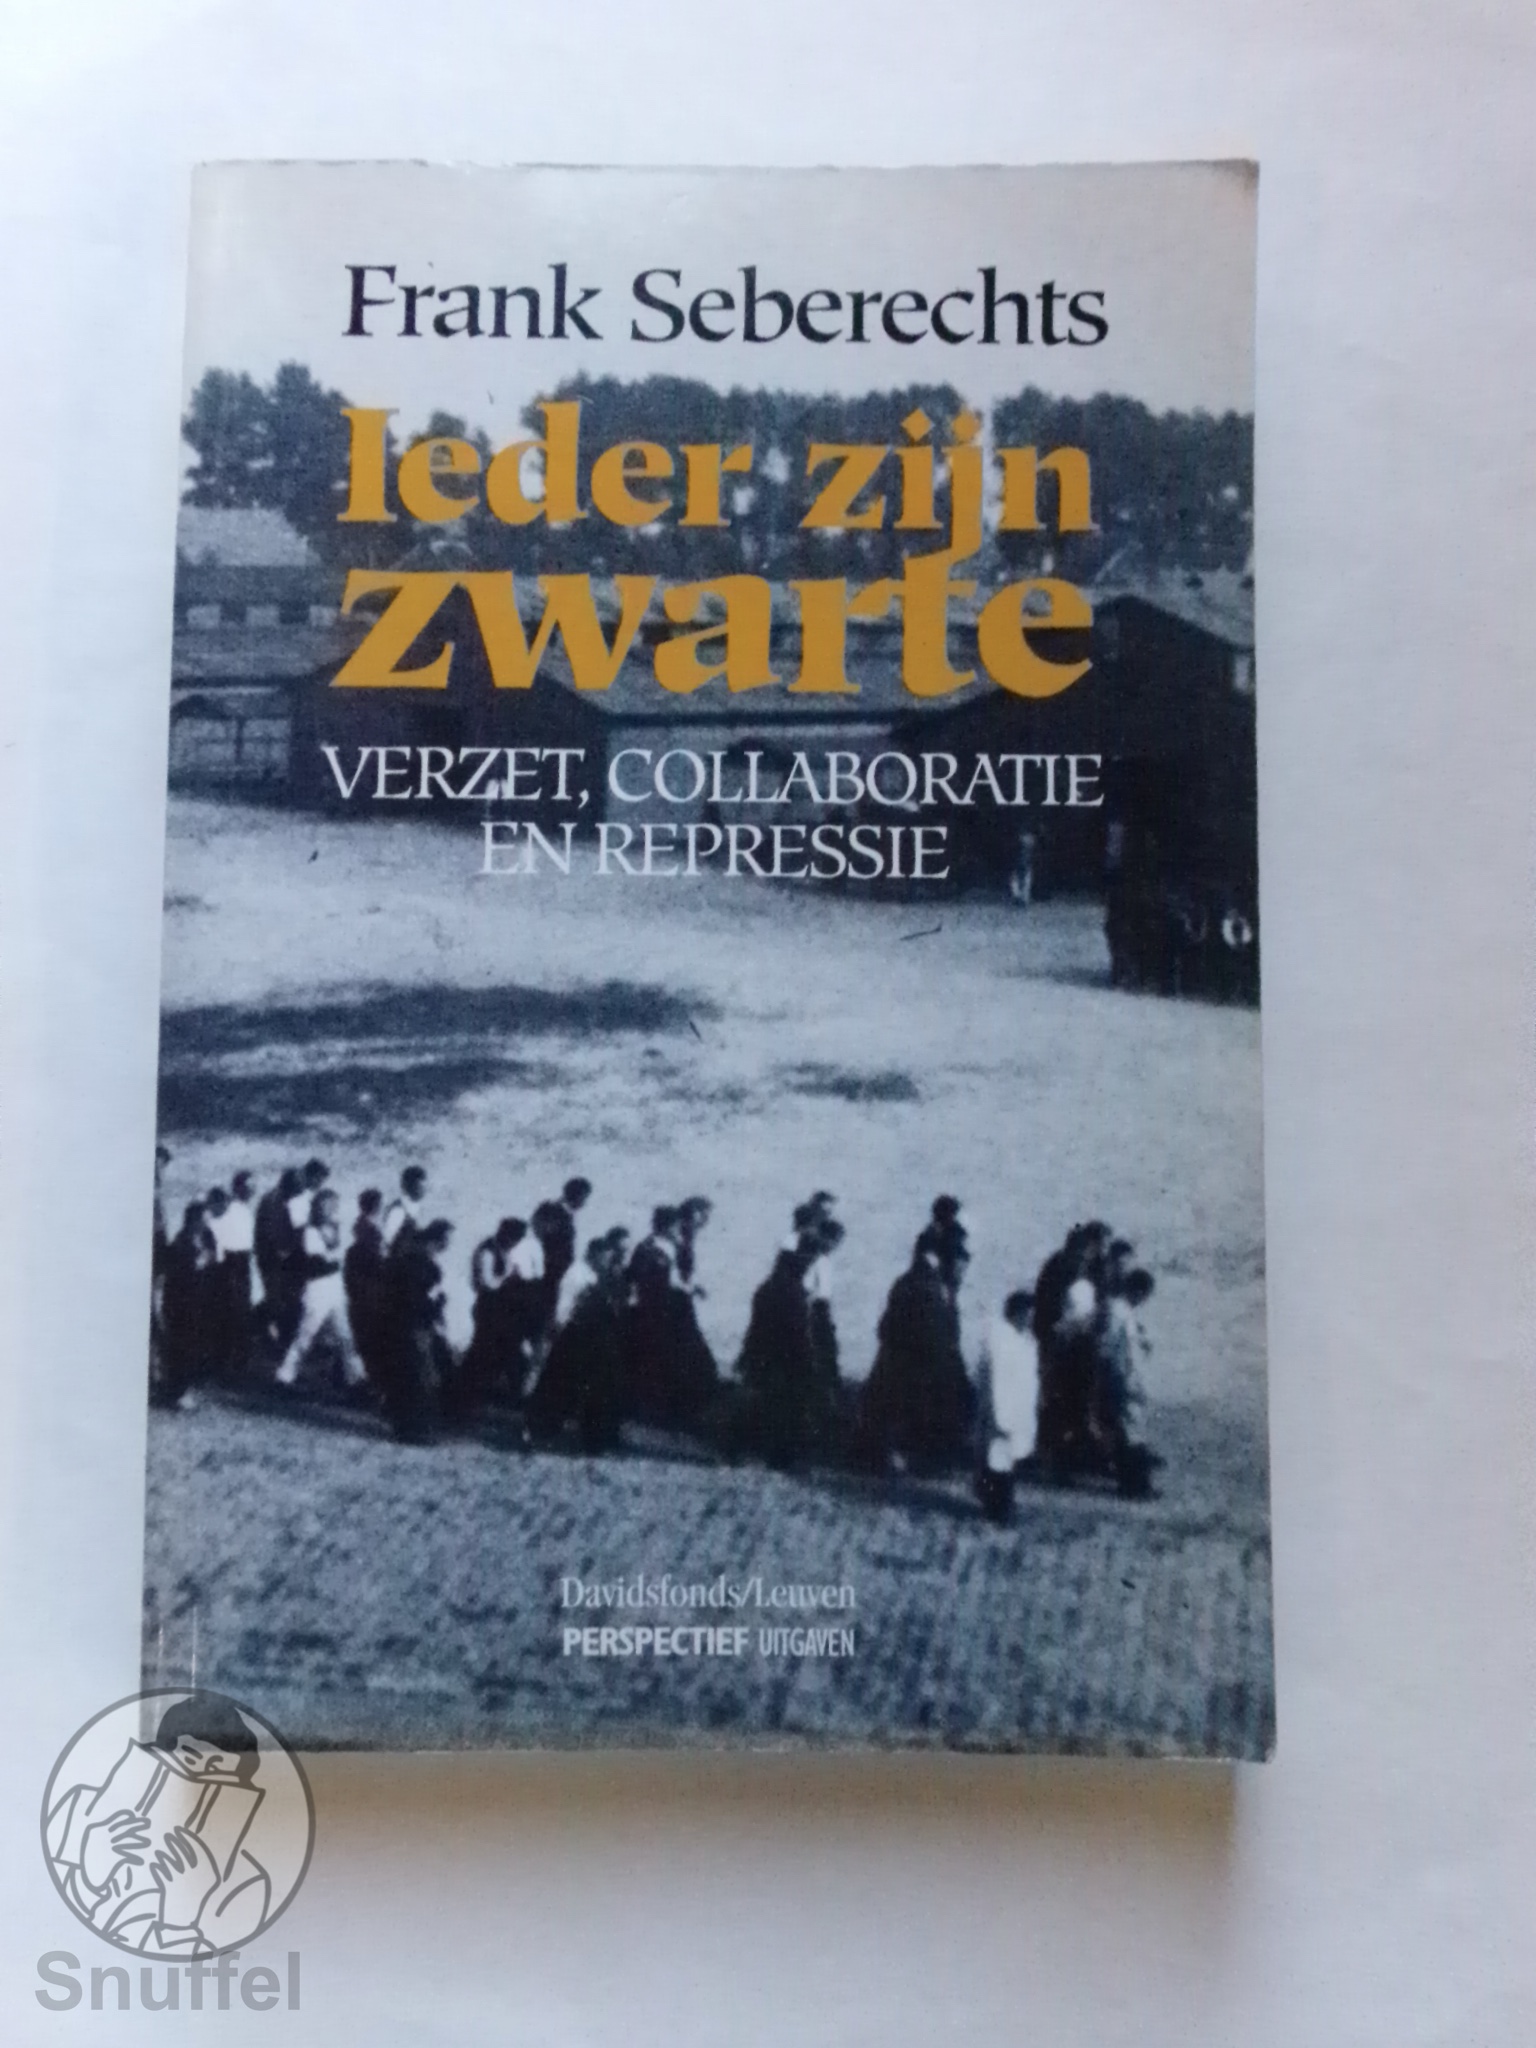 Frank Seberechts
Ieder zijn
zwarte
VERZET, COLLABORATIE
EN REPRESSIE
Davidsfonds/Leuven
PERSPECTIEF UITGAVEN
Snuffel